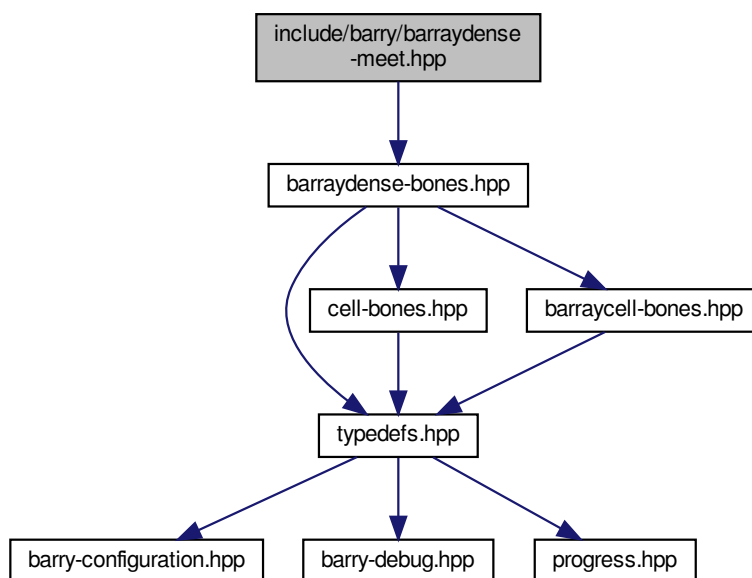 include/barry/barraydense
-meet.hpp
barraydense-bones.hpp
cell-bones.hpp
barraycell-bones.hpp
typedefs.hpp
barry-configuration.hpp
barry-debug.hpp
progress.hpp